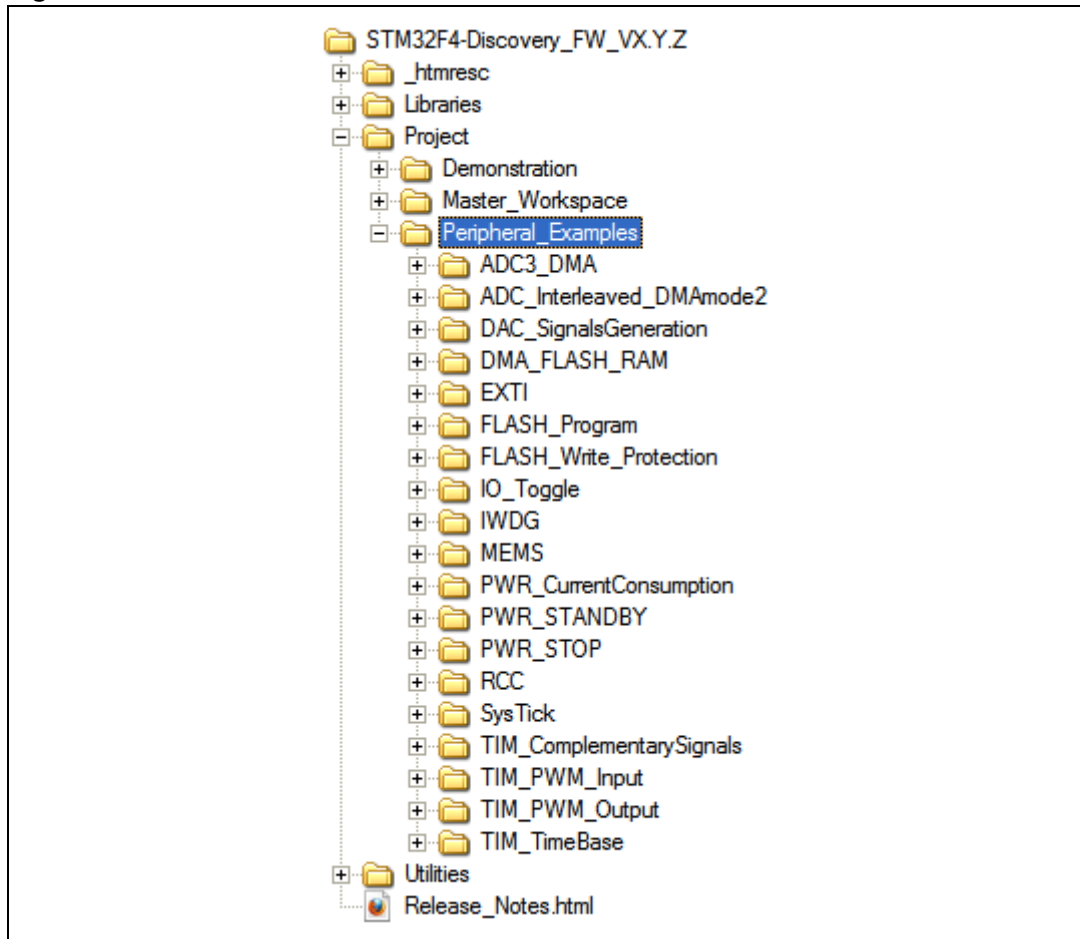 STM32F4-Discovery_FW_VX.Y.Z
_htmresc
Libraries
Project
Demonstration
Master_Workspace
Peripheral_Examples
ADC3_DMA
ADC_Interleaved_DMAmode2
DAC_SignalsGeneration
DMA_FLASH_RAM
EXTI
FLASH_Program
FLASH_Write_Protection
IO_Toggle
IWDG
MEMS
PWR_CurrentConsumption
PWR_STANDBY
PWR_STOP
RCC
SysTick
TIM_ComplementarySignals
TIM_PWM_Input
TIM_PWM_Output
TIM_TimeBase
Utilities
Release_Notes.html